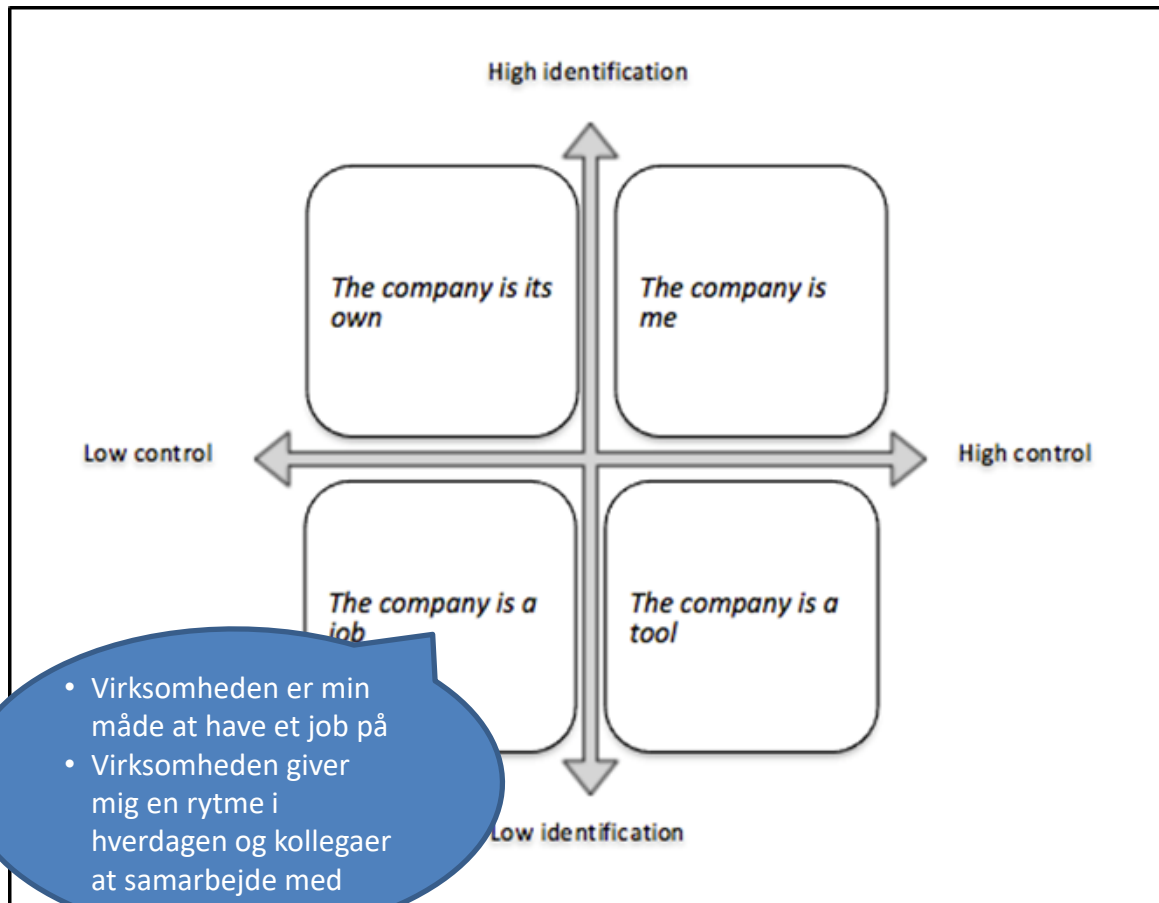 High identification
The company is its
own
The company is
me
Low control
High control
The company is a
job
The company is a
tool
• Virksomheden er min
måde at have et job på
• Virksomheden giver
mig en rytme i
hverdagen og kollegaer
at samarbejde med
Low identification